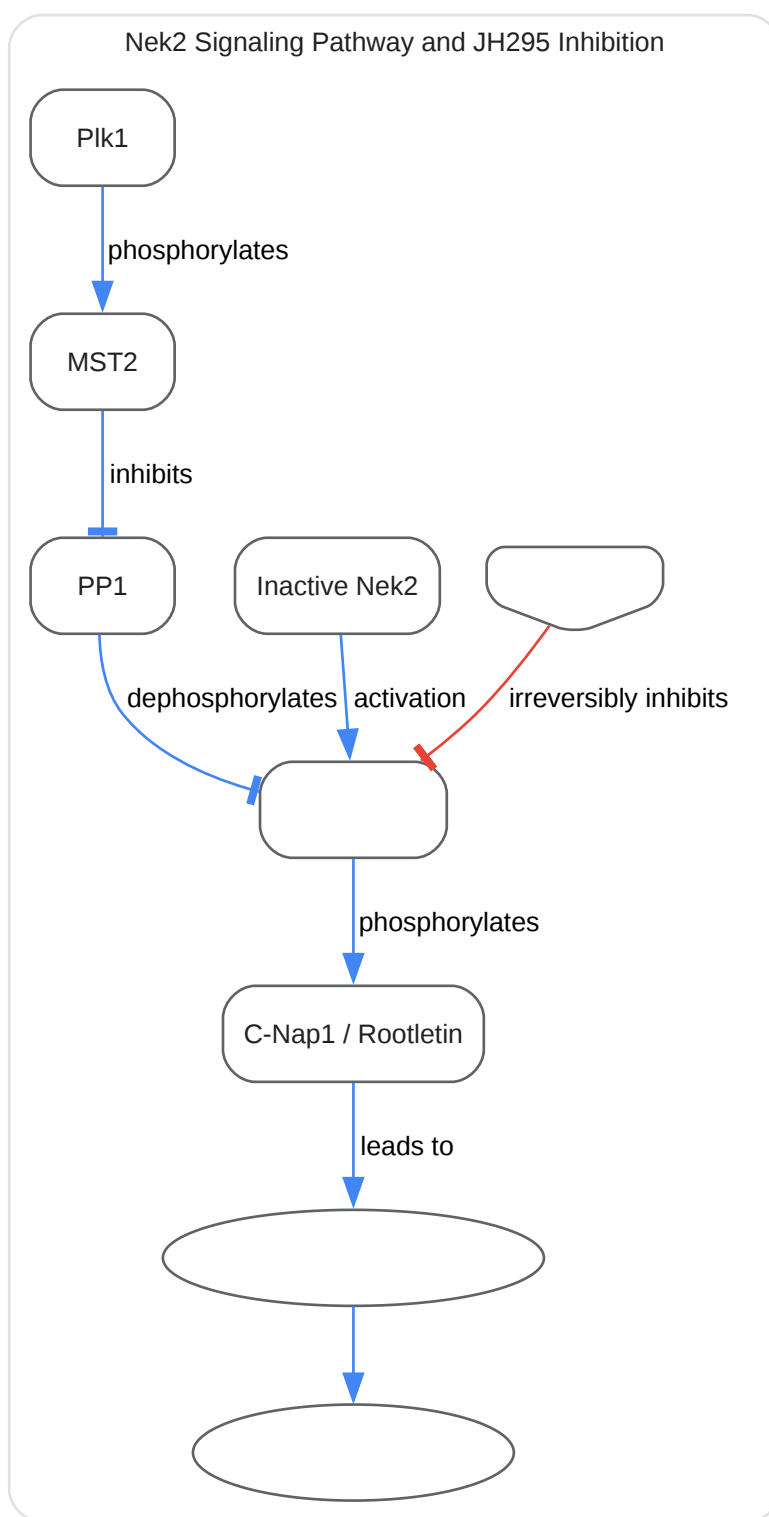 Nek2 Signaling Pathway and JH295 Inhibition
Plk1
phosphorylates
MST2
inhibits
PP1
Inactive Nek2
dephosphorylates
activation
irreversibly inhibits
phosphorylates
C-Nap1 / Rootletin
leads to